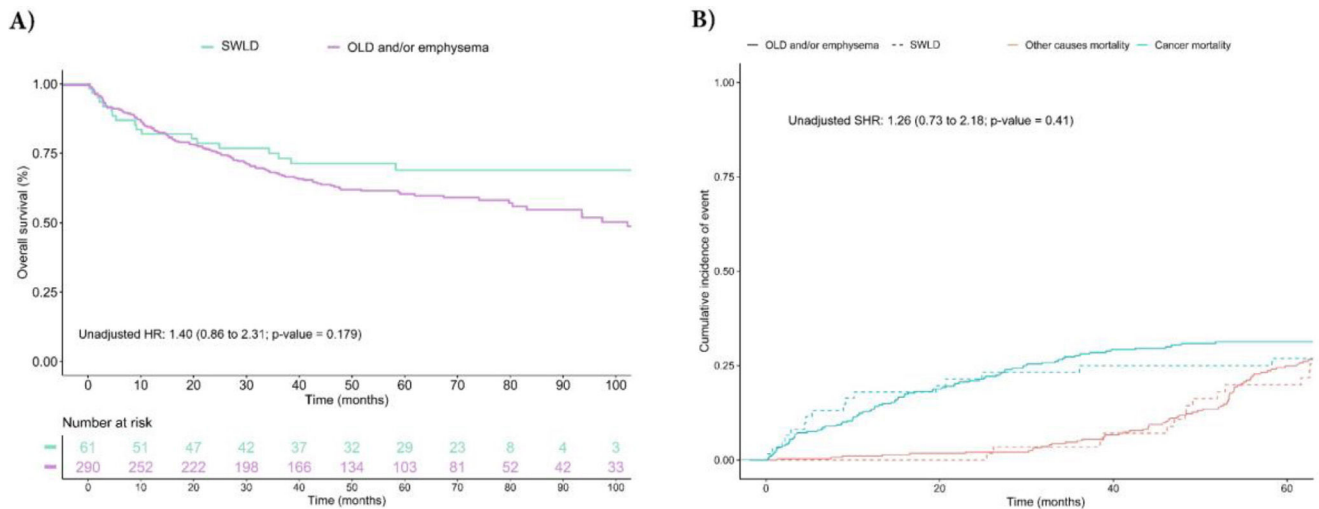 A)
SWLD OLD and/or emphysema
1.00
0.75
0.50
0.25
0.00
Overall survival (%)
Unadjusted HR: 1.40 (0.86 to 2.31; p-value = 0.179)
0 10 20 30 40 50 60 70 80 90 100
Time (months)
Number at risk
61 51 47 42 37 32 29 23 8 4 3
290 252 222 198 166 134 103 81 52 42 33
0 10 20 30 40 50 60 70 80 90 100
Time (months)
B)
OLD and/or emphysema SWLD Other causes mortality Cancer mortality
1.00
0.75
0.50
0.25
0.00
Cumulative incidence of event
Unadjusted SHR: 1.26 (0.73 to 2.18; p-value = 0.41)
0 20 40 60
Time (months)